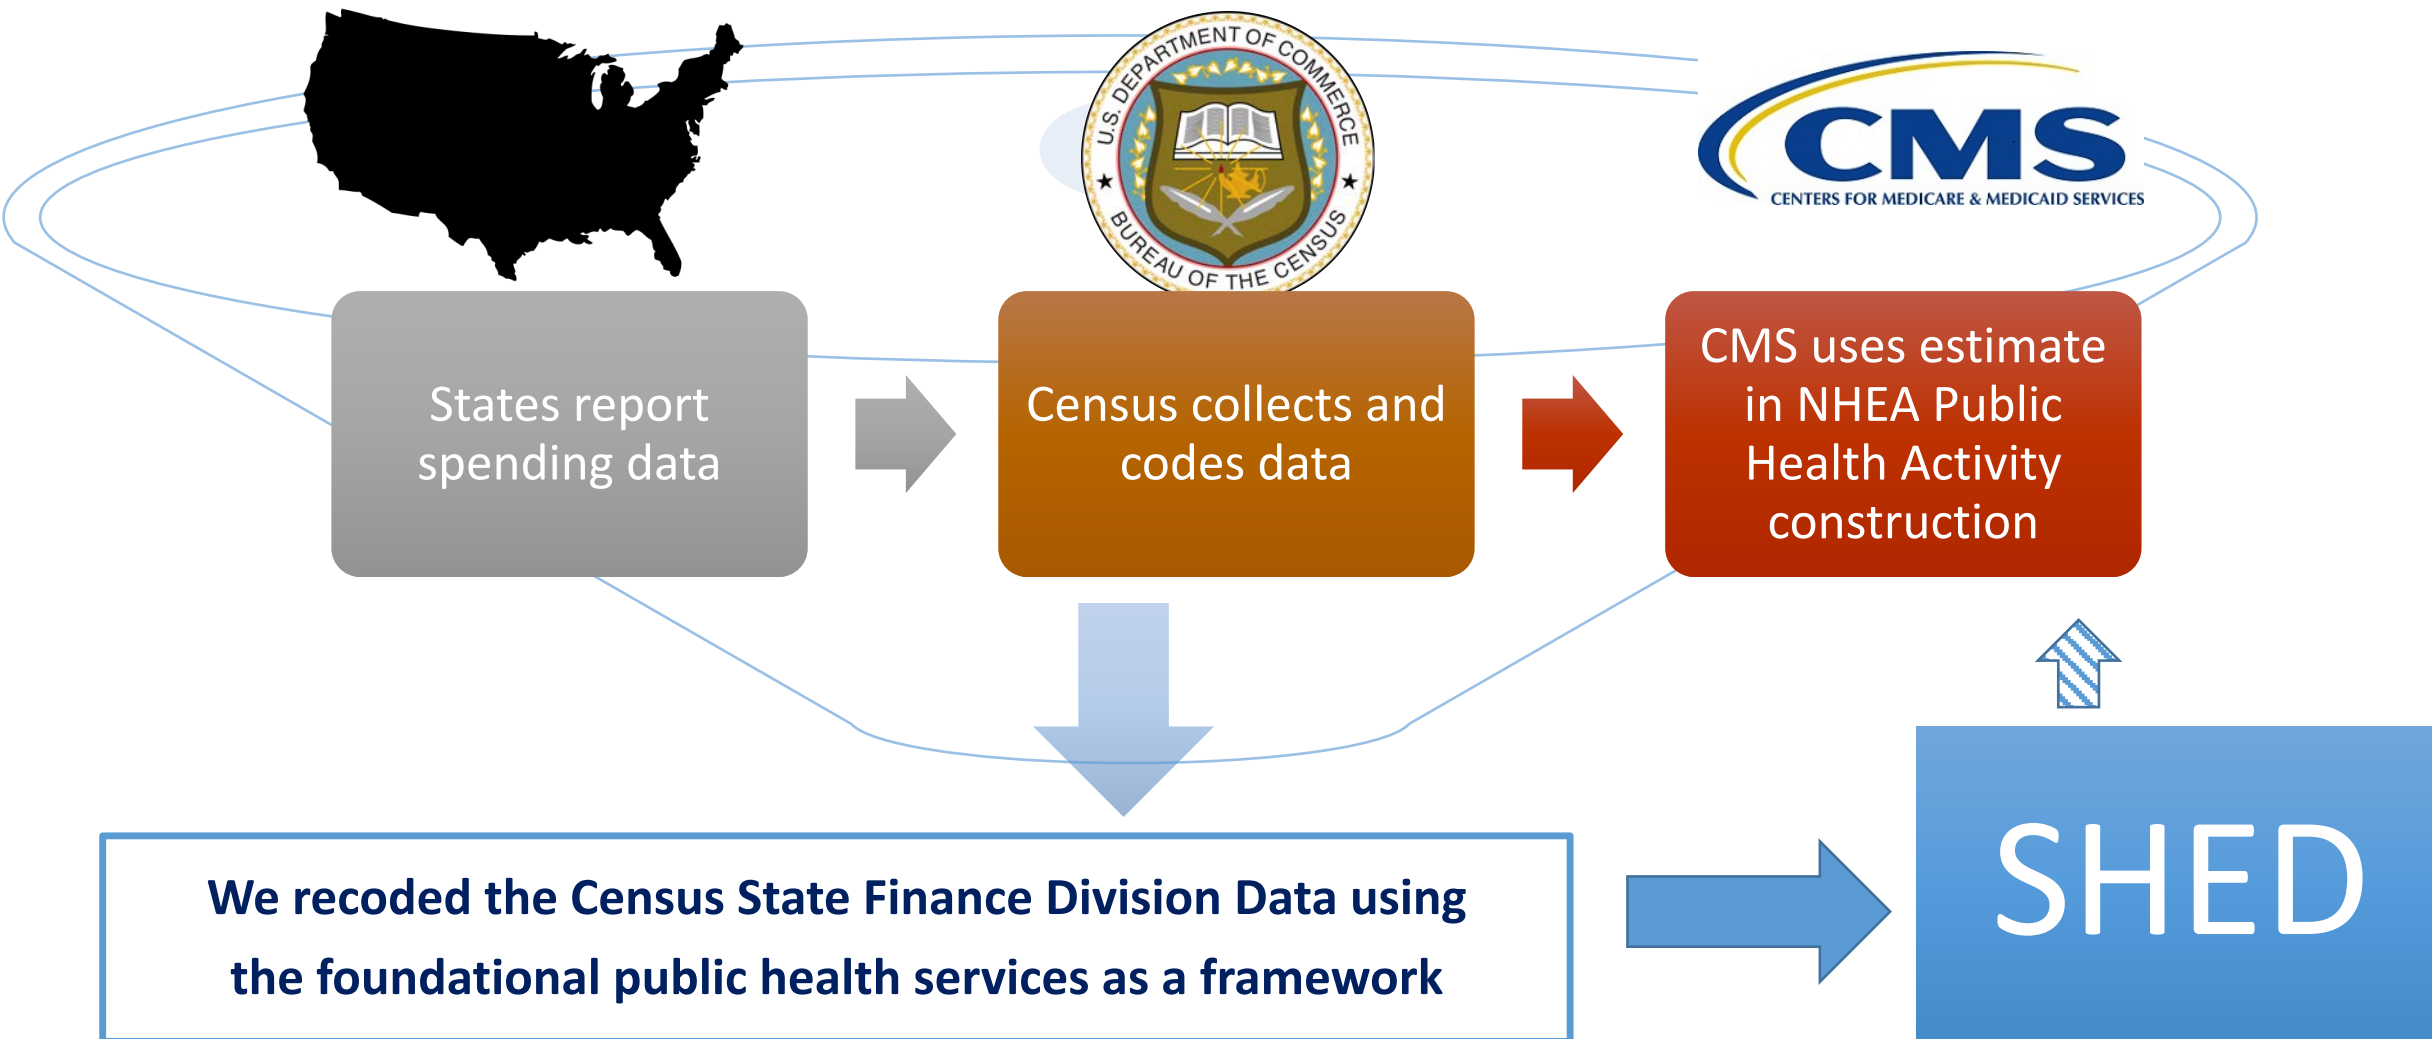 U.S. DEPARTMENT OF COMMERCE
BUREAU OF THE CENSUS
CMS
CENTERS FOR MEDICARE & MEDICAID SERVICES
States report
spending data
Census collects and
codes data
CMS uses estimate
in NHEA Public
Health Activity
construction
We recoded the Census State Finance Division Data using
the foundational public health services as a framework
SHED